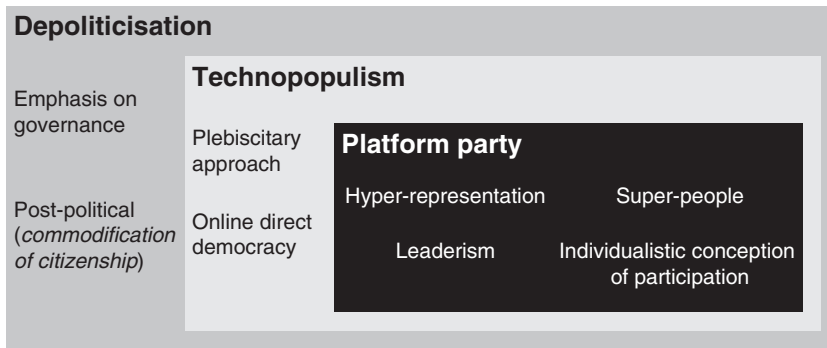 Depoliticisation
Emphasis on
governance
Post-political
(commodification
of citizenship)
Technopopulism
Plebiscitary
approach
Online direct
democracy
Platform party
Hyper-representation
Super-people
Leaderism
Individualistic conception
of participation